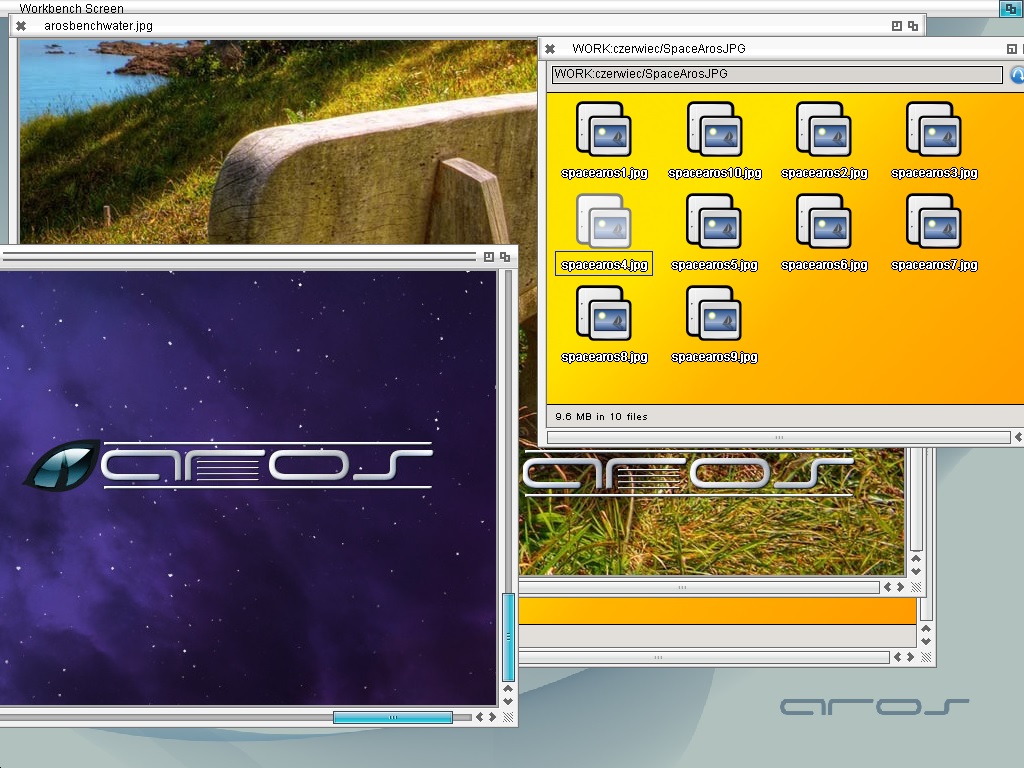 Workbench Screen
arosbenchwater.jpg
WORK:czerwiec/SpaceArosJPG
WORK:czerwiec/SpaceArosJPG
spacearos1.jpg spacearos10.jpg spacearos2.jpg spacearos3.jpg
spacearos4.jpg spacearos5.jpg spacearos6.jpg spacearos7.jpg
spacearos8.jpg spacearos9.jpg
9.6 MB in 10 files
aros
aros
aros